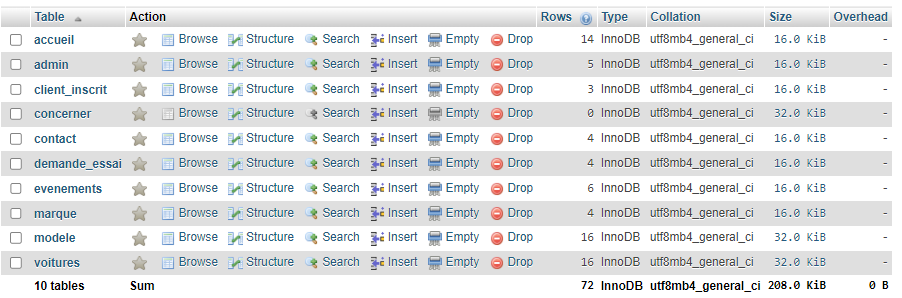 Table Action Rows Type Collation Size Overhead
accueil Browse Structure Search Insert Empty Drop 14 InnoDB utf8mb4_general_ci 16.0 KiB -
admin Browse Structure Search Insert Empty Drop 5 InnoDB utf8mb4_general_ci 16.0 KiB -
client_inscrit Browse Structure Search Insert Empty Drop 3 InnoDB utf8mb4_general_ci 16.0 KiB -
concerner Browse Structure Search Insert Empty Drop 0 InnoDB utf8mb4_general_ci 32.0 KiB -
contact Browse Structure Search Insert Empty Drop 4 InnoDB utf8mb4_general_ci 16.0 KiB -
demande_essai Browse Structure Search Insert Empty Drop 4 InnoDB utf8mb4_general_ci 16.0 KiB -
evenements Browse Structure Search Insert Empty Drop 6 InnoDB utf8mb4_general_ci 16.0 KiB -
marque Browse Structure Search Insert Empty Drop 4 InnoDB utf8mb4_general_ci 16.0 KiB -
modele Browse Structure Search Insert Empty Drop 16 InnoDB utf8mb4_general_ci 32.0 KiB -
voitures Browse Structure Search Insert Empty Drop 16 InnoDB utf8mb4_general_ci 32.0 KiB -
10 tables Sum 72 InnoDB utf8mb4_general_ci 208.0 KiB 0 B